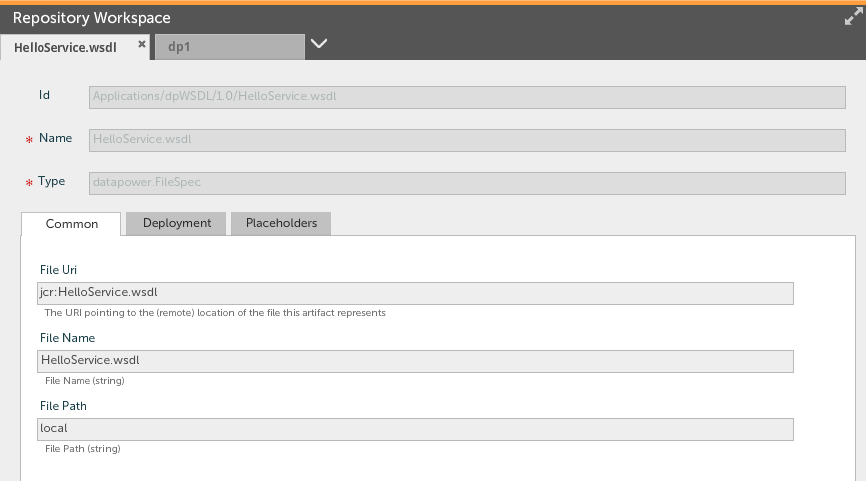 Repository Workspace
HelloService.wsdl × dp1
Id Applications/dpWSDL/1.0/HelloService.wsdl
* Name HelloService.wsdl
* Type datapower.FileSpec
Common Deployment Placeholders
File Uri
jcr:HelloService.wsdl
The URI pointing to the (remote) location of the file this artifact represents
File Name
HelloService.wsdl
File Name (string)
File Path
local
File Path (string)